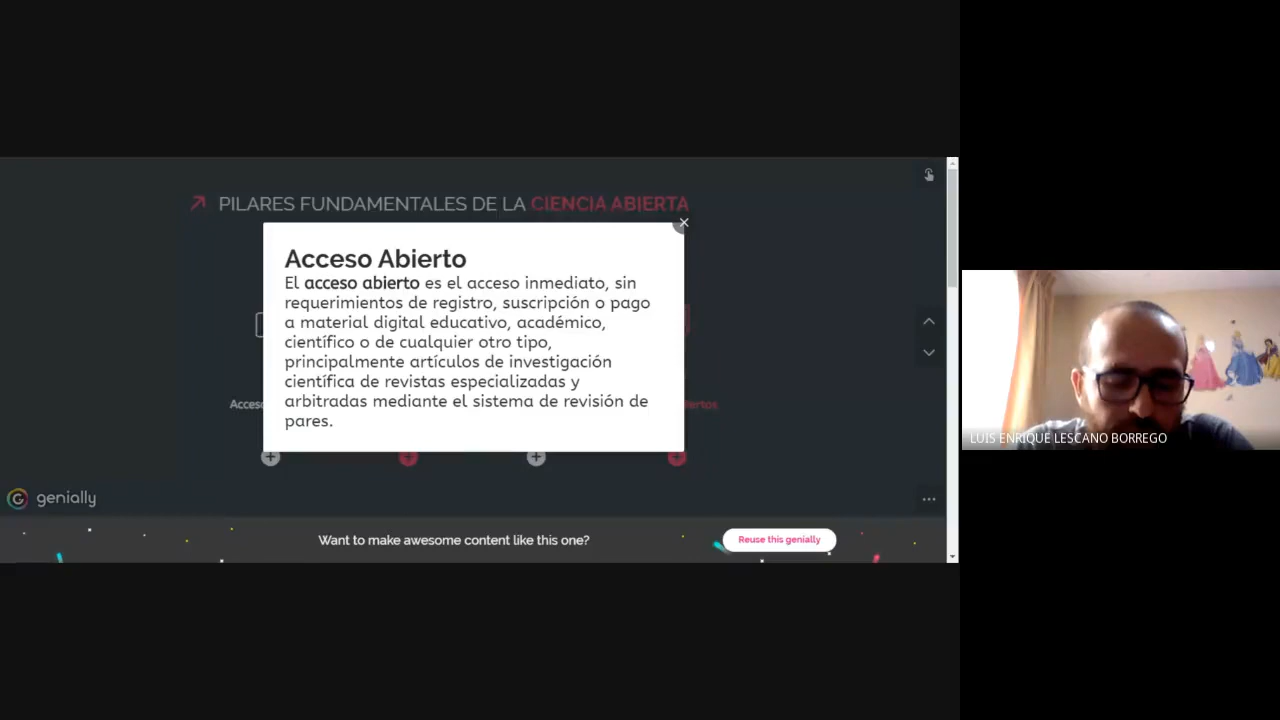 PILARES FUNDAMENTALES DE LA CIENCIA ABIERTA
Acceso Abierto
El acceso abierto es el acceso inmediato, sin
requerimientos de registro, suscripción o pago
a material digital educativo, académico,
científico o de cualquier otro tipo,
principalmente artículos de investigación
científica de revistas especializadas y
arbitradas mediante el sistema de revisión de
pares.
genially
Want to make awesome content like this one?
Reuse this genially
LUIS ENRIQUE LESCANO BORREGO